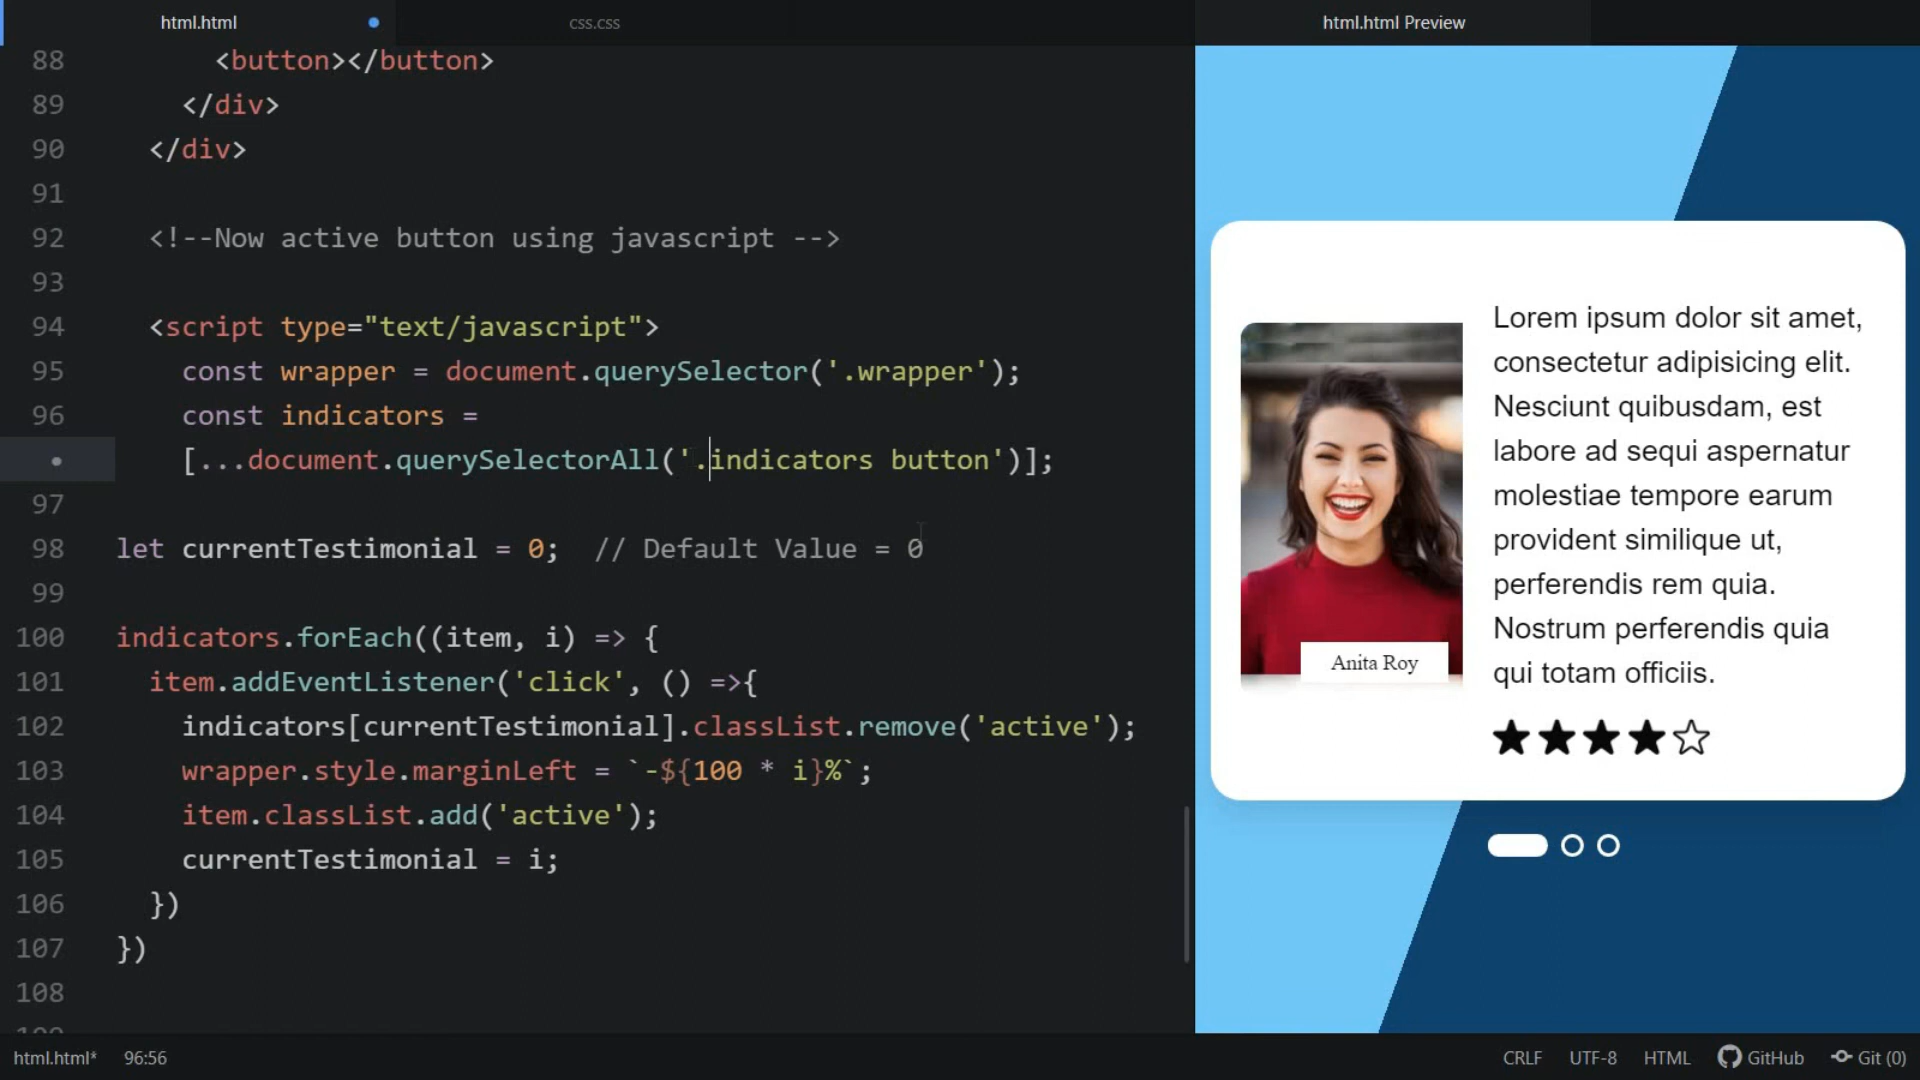 html.html
css.css
html.html Preview
88 <button></button>
89 </div>
90 </div>
91
92 <!--Now active button using javascript -->
93
94 <script type="text/javascript">
95 const wrapper = document.querySelector('.wrapper');
96 const indicators =
• [...document.querySelectorAll('.indicators button')];
97
98 let currentTestimonial = 0;  // Default Value = 0
99
100 indicators.forEach((item, i) => {
101 item.addEventListener('click', () =>{
102 indicators[currentTestimonial].classList.remove('active');
103 wrapper.style.marginLeft = `-${100 * i}%`;
104 item.classList.add('active');
105 currentTestimonial = i;
106 })
107 })
108
Lorem ipsum dolor sit amet,
consectetur adipisicing elit.
Nesciunt quibusdam, est
labore ad sequi aspernatur
molestiae tempore earum
provident similique ut,
perferendis rem quia.
Nostrum perferendis quia
qui totam officiis.
Anita Roy
html.html* 96:56
CRLF UTF-8 HTML GitHub Git (0)